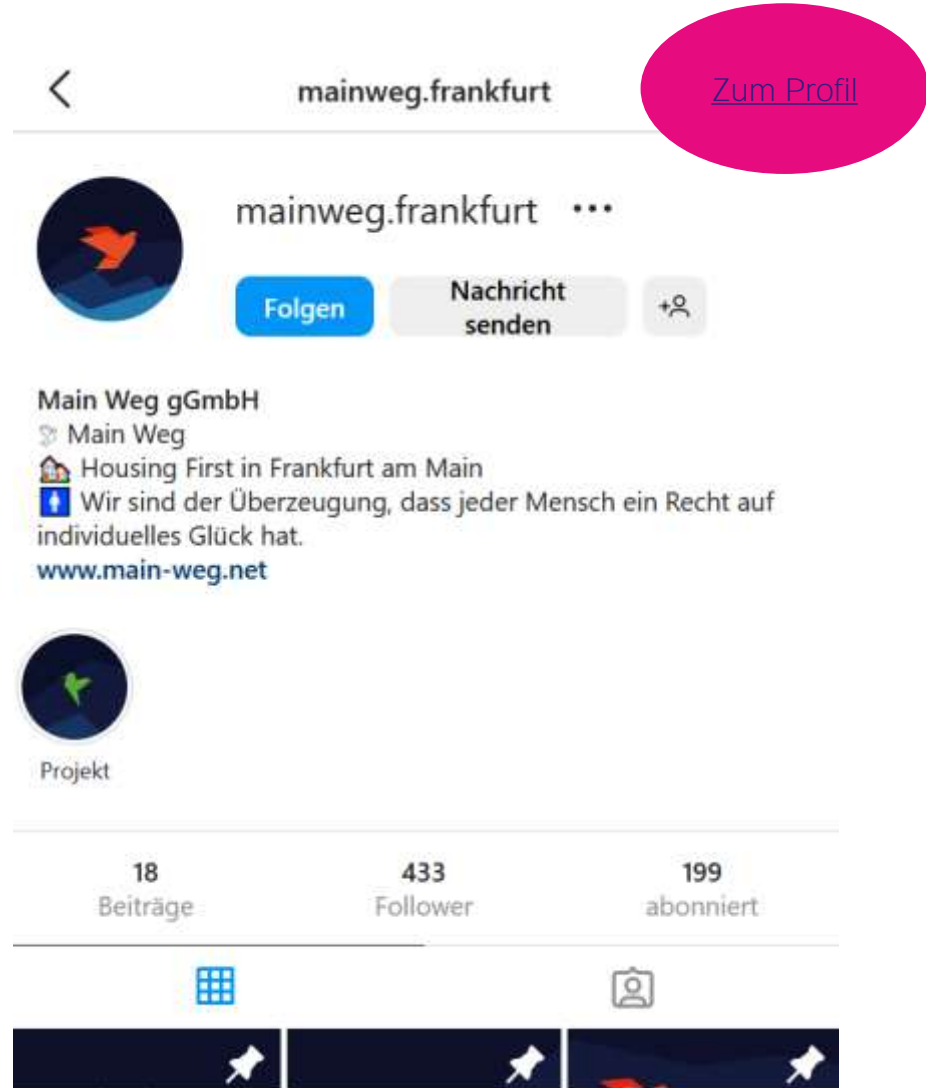 mainweg.frankfurt
Zum Profil
mainweg.frankfurt
Folgen
Nachricht
senden
Main Weg gGmbH
🕊 Main Weg
🏘 Housing First in Frankfurt am Main
🚺 Wir sind der Überzeugung, dass jeder Mensch ein Recht auf
individuelles Glück hat.
www.main-weg.net
Projekt
18 433 199
Beiträge Follower abonniert